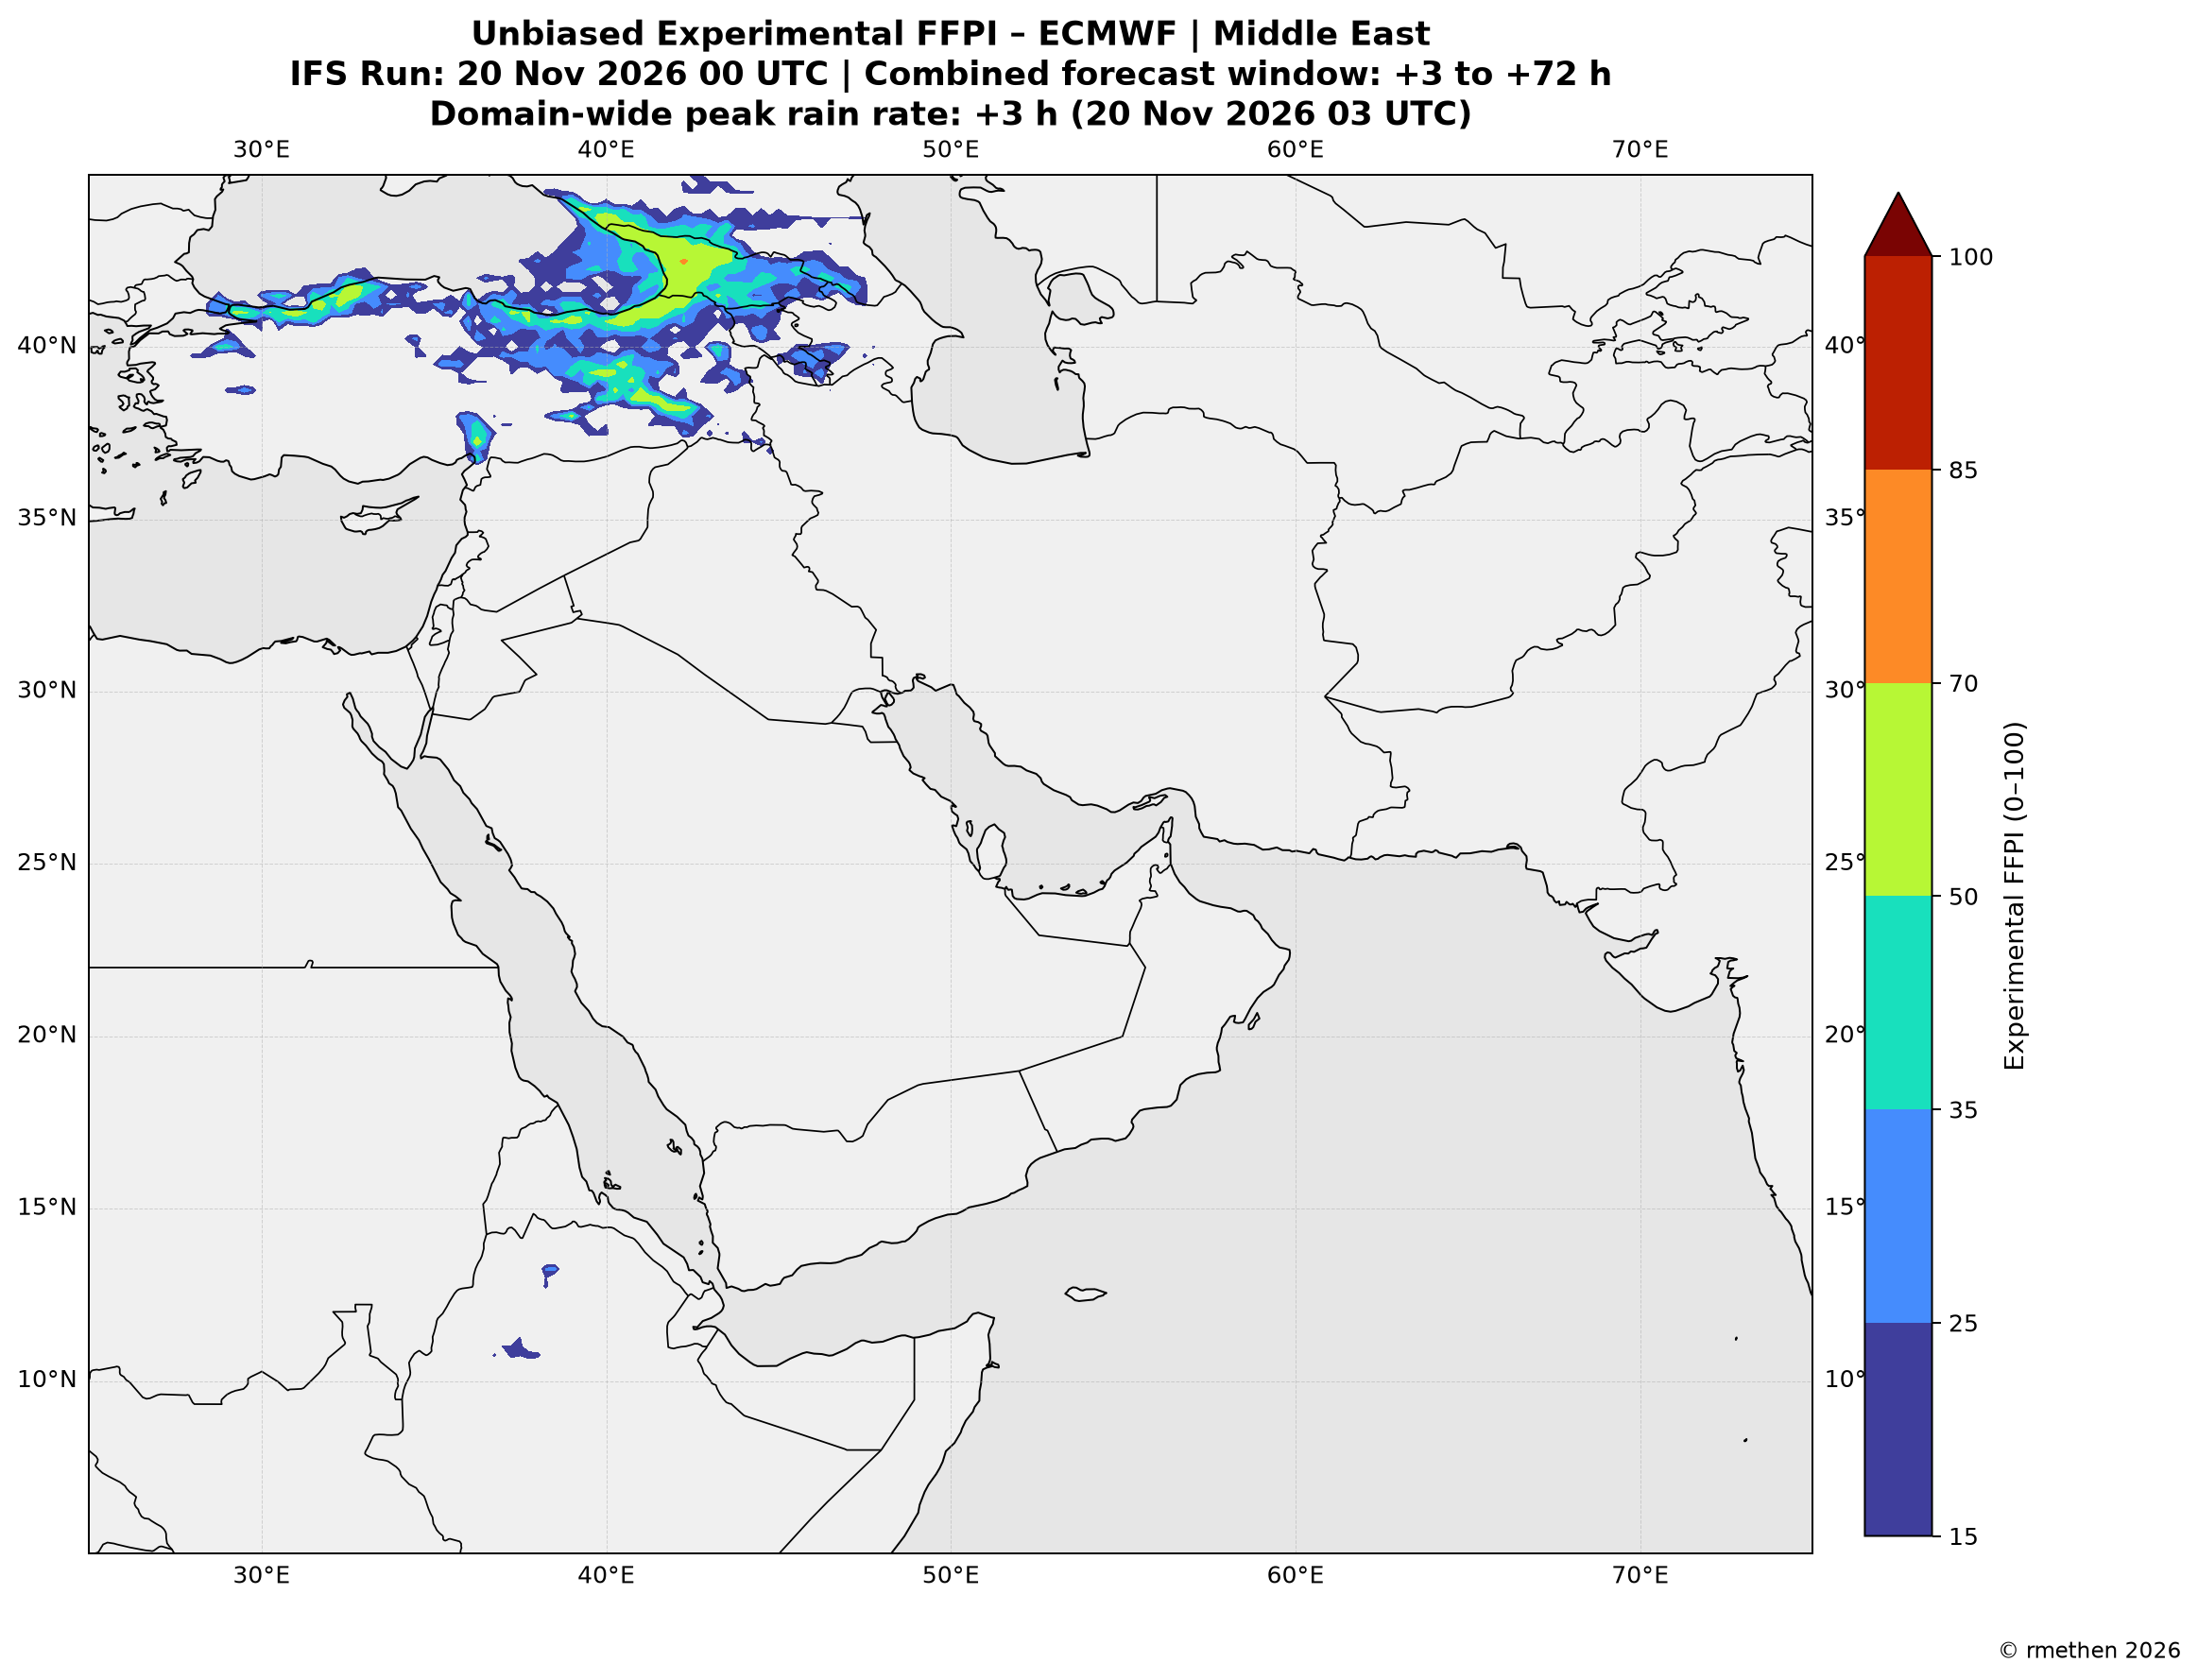 Unbiased Experimental FFPI – ECMWF | Middle East
IFS Run: 20 Nov 2026 00 UTC | Combined forecast window: +3 to +72 h
Domain-wide peak rain rate: +3 h (20 Nov 2026 03 UTC)
30°E 40°E 50°E 60°E 70°E
40°N 40°
35°N 35°
30°N 30°
25°N 25°
20°N 20°
15°N 15°
10°N 10°
30°E 40°E 50°E 60°E 70°E
100
85
70
50
35
25
15
Experimental FFPI (0–100)
© rmethen 2026